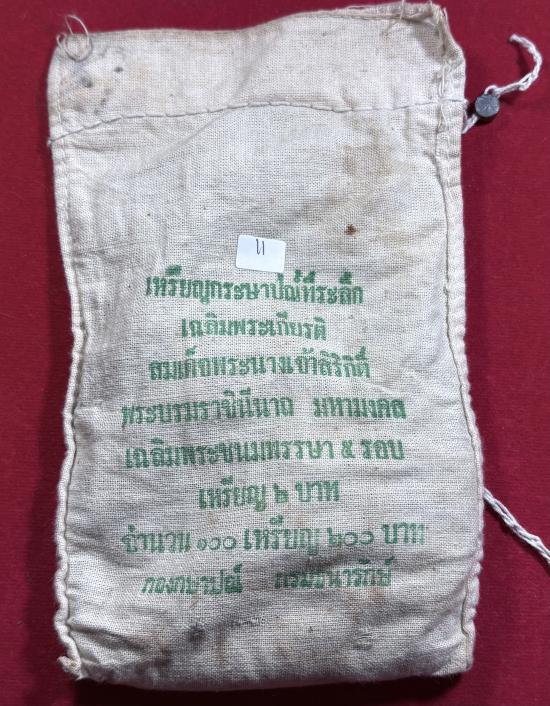 ป
เหรียญกระษาปณ์ที่ระลึก
เฉลิมพระเกียรติ
สมเด็จพระนางเจ้าสิริกิติ์
พระบรมราชินีนาถ มหามงคล
เฉลิมพระชนมพรรษา ๕ รอบ
เหรียญ ๒ บาท
จำนวน ๑๐๐ เหรียญ ๒๐๐ บาท
กองกษาปณ์ กรมธนารักษ์